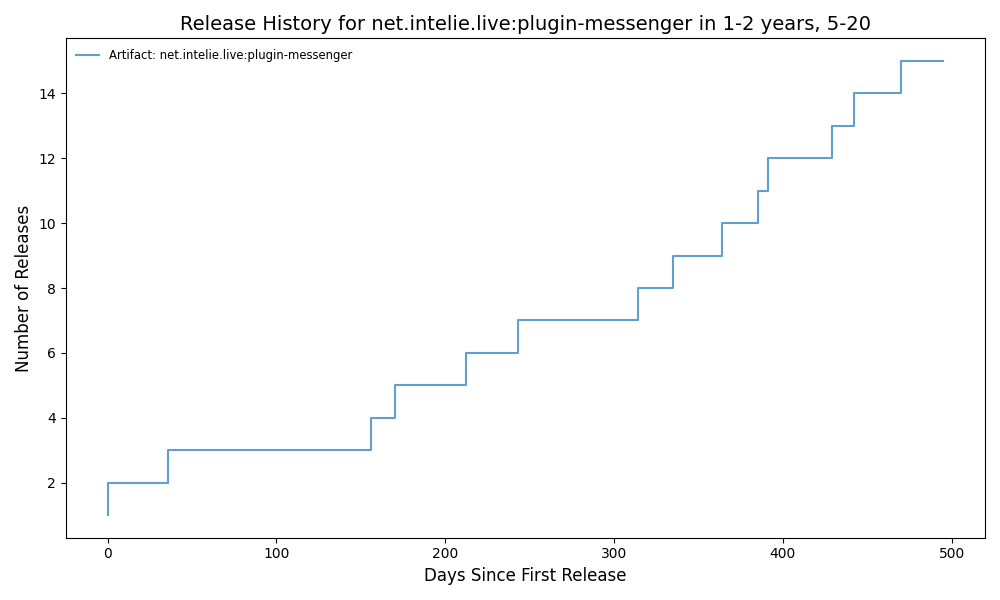 Release History for net.intelie.live:plugin-messenger in 1-2 years, 5-20
Artifact: net.intelie.live:plugin-messenger
Number of Releases
14
12
10
8
6
4
2
0 100 200 300 400 500
Days Since First Release